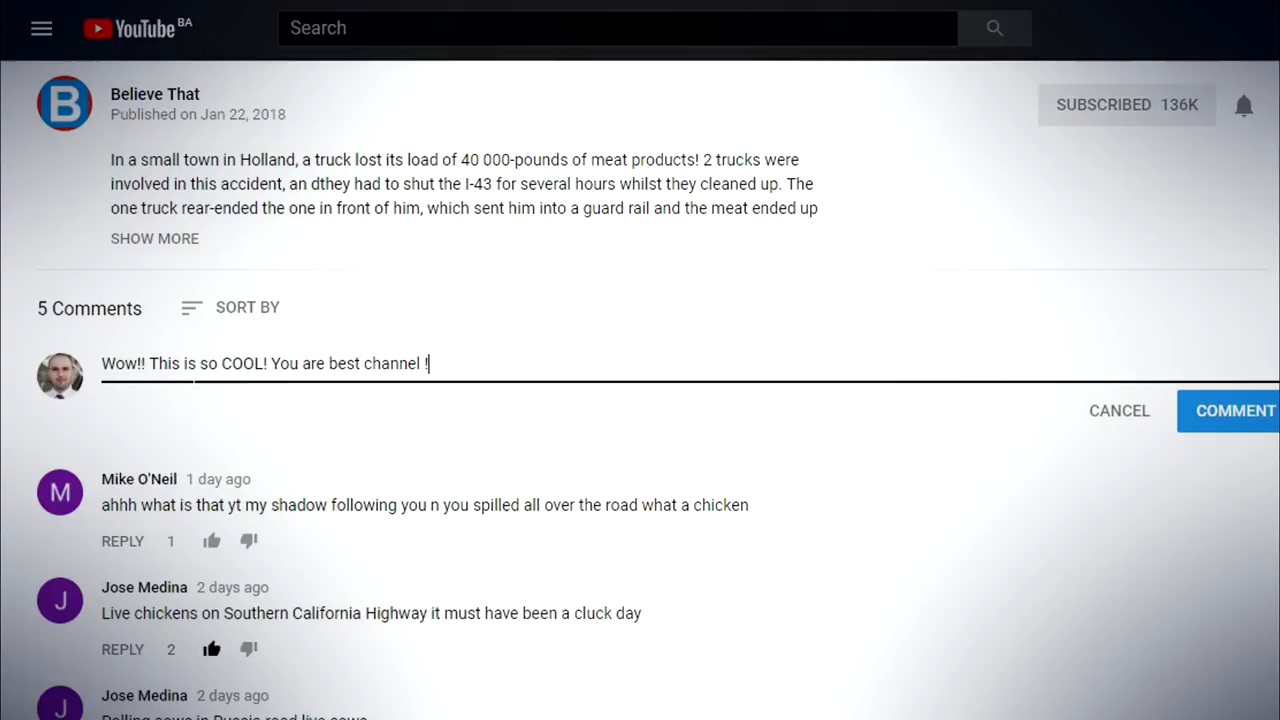 YouTube BA
Search
B
Believe That
Published on Jan 22, 2018
SUBSCRIBED 136K
In a small town in Holland, a truck lost its load of 40 000-pounds of meat products! 2 trucks were
involved in this accident, an dthey had to shut the I-43 for several hours whilst they cleaned up. The
one truck rear-ended the one in front of him, which sent him into a guard rail and the meat ended up
SHOW MORE
5 Comments
SORT BY
Wow!! This is so COOL! You are best channel !
CANCEL
COMMENT
M
Mike O'Neil 1 day ago
ahhh what is that yt my shadow following you n you spilled all over the road what a chicken
REPLY 1
J
Jose Medina 2 days ago
Live chickens on Southern California Highway it must have been a cluck day
REPLY 2
J
Jose Medina 2 days ago